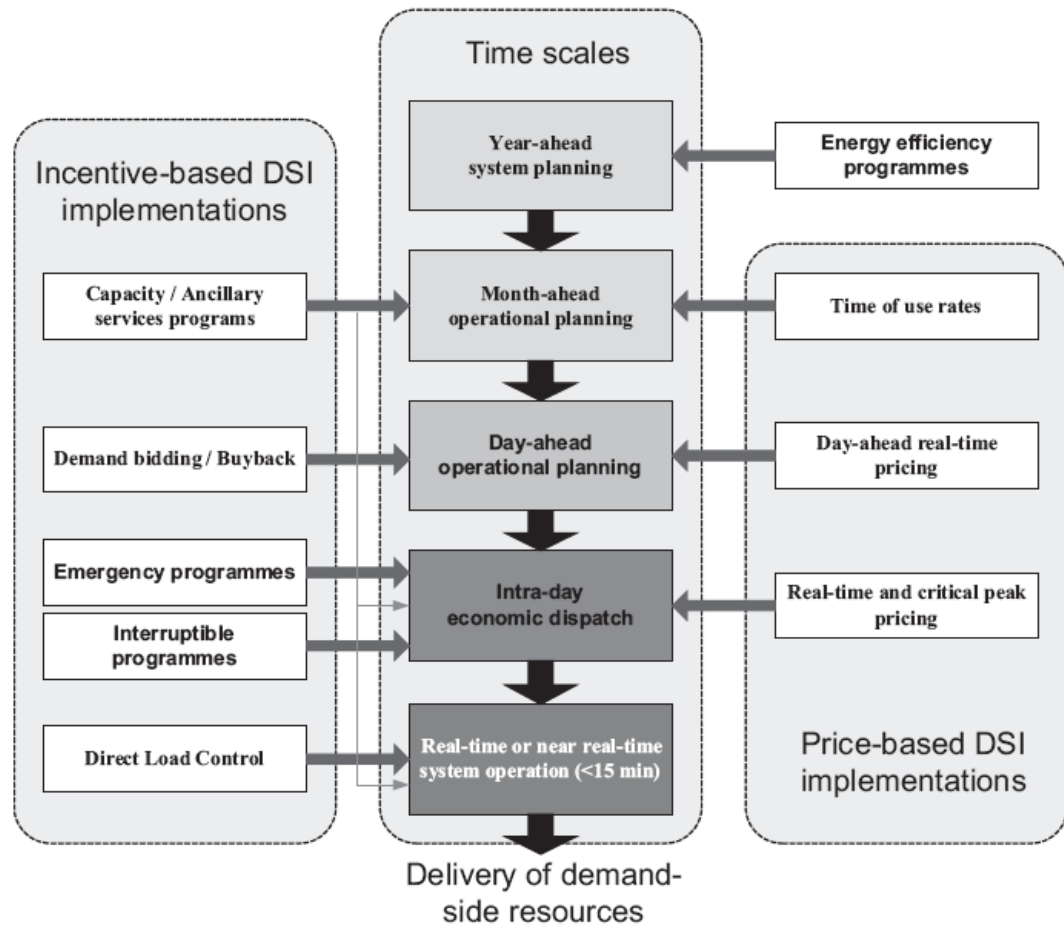 Time scales
Year-ahead
system planning
Energy efficiency
programmes
Incentive-based DSI
implementations
Capacity / Ancillary
services programs
Month-ahead
operational planning
Time of use rates
Demand bidding / Buyback
Day-ahead
operational planning
Day-ahead real-time
pricing
Emergency programmes
Interruptible
programmes
Intra-day
economic dispatch
Real-time and critical peak
pricing
Direct Load Control
Real-time or near real-time
system operation (<15 min)
Price-based DSI
implementations
Delivery of demand-
side resources